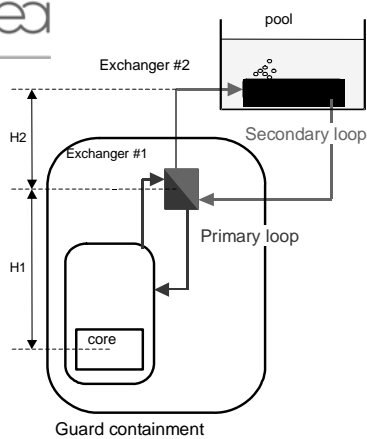 pool
Exchanger #2
H2
Secondary loop
Exchanger #1
Primary loop
H1
core
Guard containment